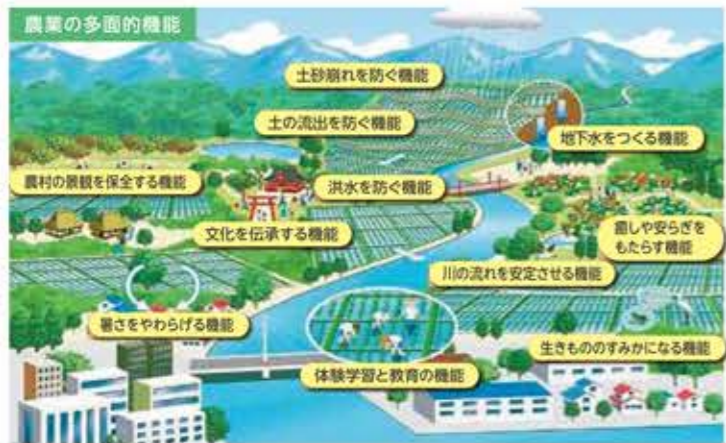 農業の多面的機能
土砂崩れを防ぐ機能
土の流出を防ぐ機能
地下水をつくる機能
農村の景観を保全する機能
洪水を防ぐ機能
文化を伝承する機能
癒しや安らぎを
もたらす機能
川の流れを安定させる機能
暑さをやわらげる機能
体験学習と教育の機能
生きもののすみかになる機能